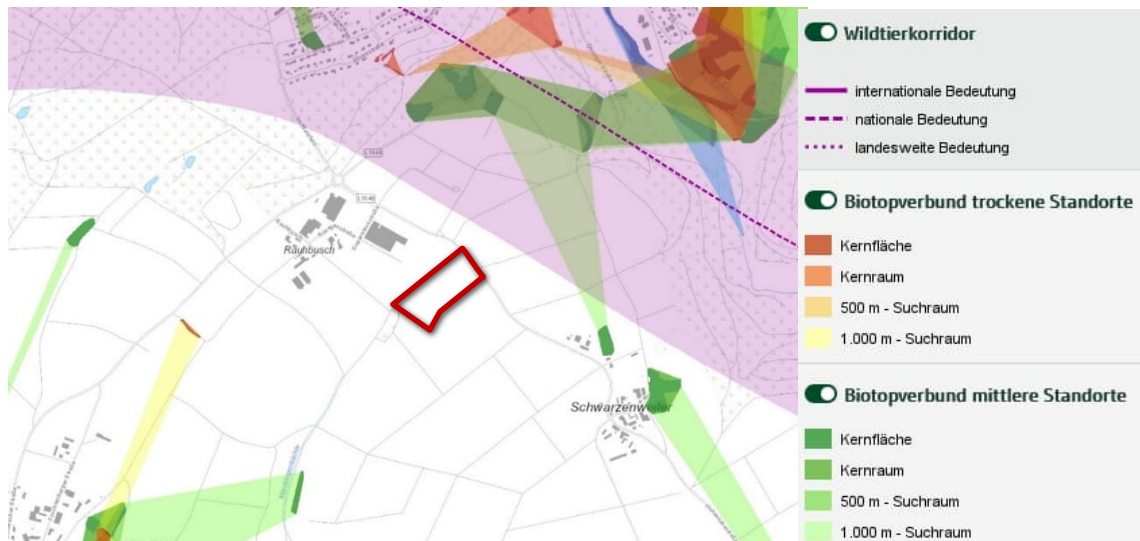 L 1040
Rauhbusch
Schwarzenweiler
Wildtierkorridor
internationale Bedeutung
nationale Bedeutung
landesweite Bedeutung
Biotopverbund trockene Standorte
Kernfläche
Kernraum
500 m - Suchraum
1.000 m - Suchraum
Biotopverbund mittlere Standorte
Kernfläche
Kernraum
500 m - Suchraum
1.000 m - Suchraum